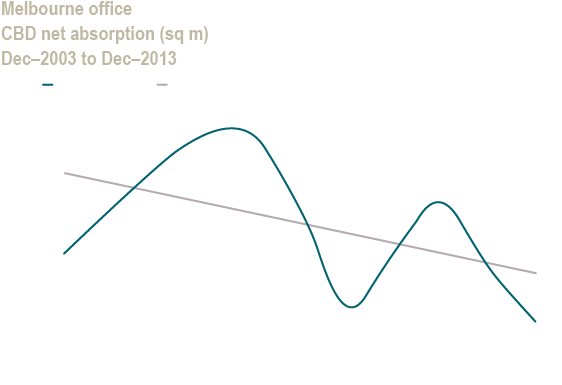 Melbourne office
CBD net absorption (sq m)
Dec–2003 to Dec–2013